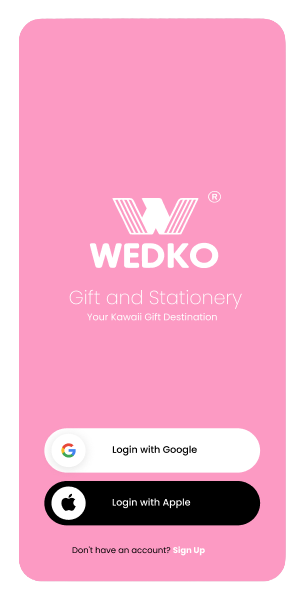 ®
WEDKO
Gift and Stationery
Your Kawaii Gift Destination
Login with Google
Login with Apple
Don't have an account? Sign Up